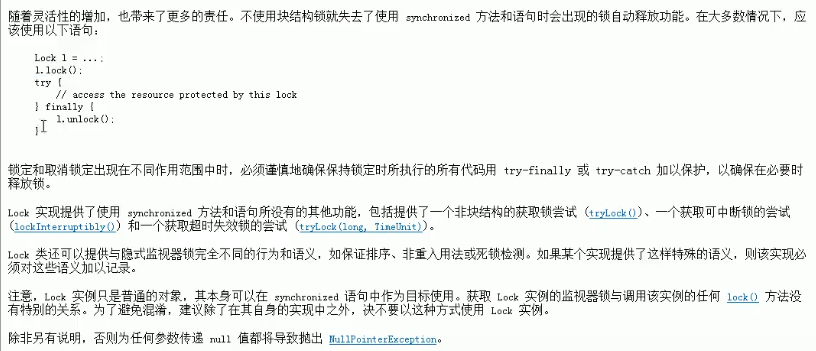 随着灵活性的增加，也带来了更多的责任。不使用块结构锁就失去了使用 synchronized 方法和语句时会出现的锁自动释放功能。在大多数情况下，应
该使用以下语句：
Lock l = ...;
l.lock();
try {
// access the resource protected by this lock
} finally {
l.unlock();
}
锁定和取消锁定出现在不同作用范围中时，必须谨慎地确保保持锁定时所执行的所有代码用 try-finally 或 try-catch 加以保护，以确保在必要时
释放锁。
Lock 实现提供了使用 synchronized 方法和语句所没有的其他功能，包括提供了一个非块结构的获取锁尝试 (tryLock())、一个获取可中断锁的尝试
(lockInterruptibly()) 和一个获取超时失效锁的尝试 (tryLock(long, TimeUnit))。
Lock 类还可以提供与隐式监视器锁完全不同的行为和语义，如保证排序、非重入用法或死锁检测。如果某个实现提供了这样特殊的语义，则该实现必
须对这些语义加以记录。
注意，Lock 实例只是普通的对象，其本身可以在 synchronized 语句中作为目标使用。获取 Lock 实例的监视器锁与调用该实例的任何 lock() 方法没
有特别的关系。为了避免混淆，建议除了在其自身的实现中之外，决不要以这种方式使用 Lock 实例。
除非另有说明，否则为任何参数传递 null 值都将导致抛出 NullPointerException。